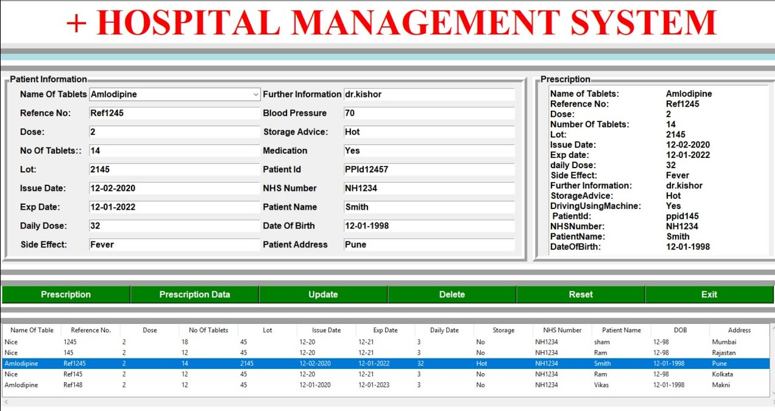 + HOSPITAL MANAGEMENT SYSTEM
Patient Information
Name Of Tablets Amlodipine Further Information dr.kishor
Refence No: Ref1245 Blood Pressure 70
Dose: 2 Storage Advice: Hot
No Of Tablets:: 14 Medication Yes
Lot: 2145 Patient Id PPId12457
Issue Date: 12-02-2020 NHS Number NH1234
Exp Date: 12-01-2022 Patient Name Smith
Daily Dose: 32 Date Of Birth 12-01-1998
Side Effect: Fever Patient Address Pune
Prescription
Name of Tablets: Amlodipine
Reference No: Ref1245
Dose: 2
Number Of Tablets: 14
Lot: 2145
Issue Date: 12-02-2020
Exp date: 12-01-2022
daily Dose: 32
Side Effect: Fever
Further Information: dr.kishor
StorageAdvice: Hot
DrivingUsingMachine: Yes
PatientId: ppid145
NHSNumber: NH1234
PatientName: Smith
DateOfBirth: 12-01-1998
Prescription Prescription Data Update Delete Reset Exit
Name Of Table Reference No. Dose No Of Tablets Lot Issue Date Exp Date Daily Date Storage NHS Number Patient Name DOB Address
Nice 1245 2 18 45 12-20 12-21 3 No NH1234 sham 12-98 Mumbai
Nice 145 2 12 45 12-20 12-21 3 No NH1234 Ram 12-98 Rajastan
Amlodipine Ref1245 2 14 2145 12-02-2020 12-01-2022 32 Hot NH1234 Smith 12-01-1998 Pune
Nice Ref145 2 12 45 12-20 12-21 3 No NH1234 Ram 12-98 Kolkata
Amlodipine Ref148 2 12 45 12-01-2020 12-01-2023 3 No NH1234 Vikas 12-01-1998 Makni